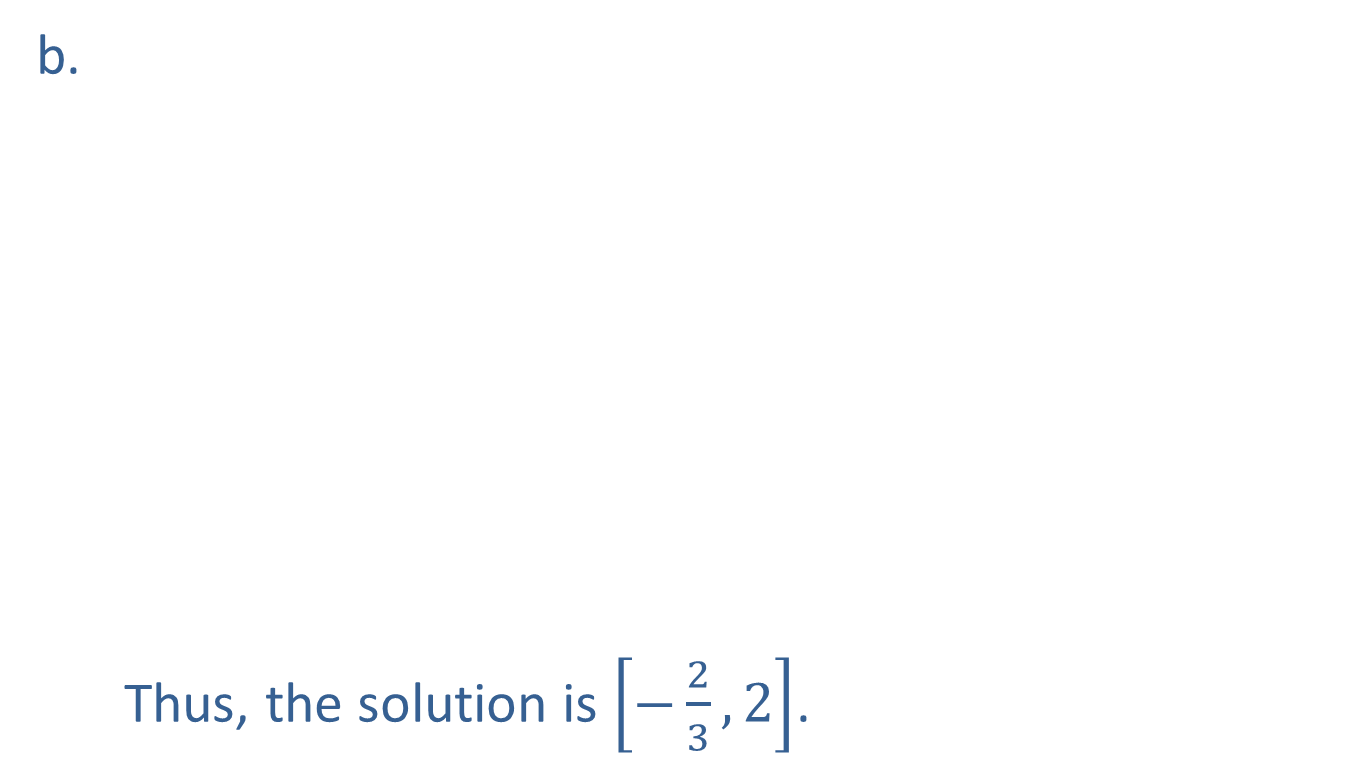 b.
Thus, the solution is [−2/3, 2].